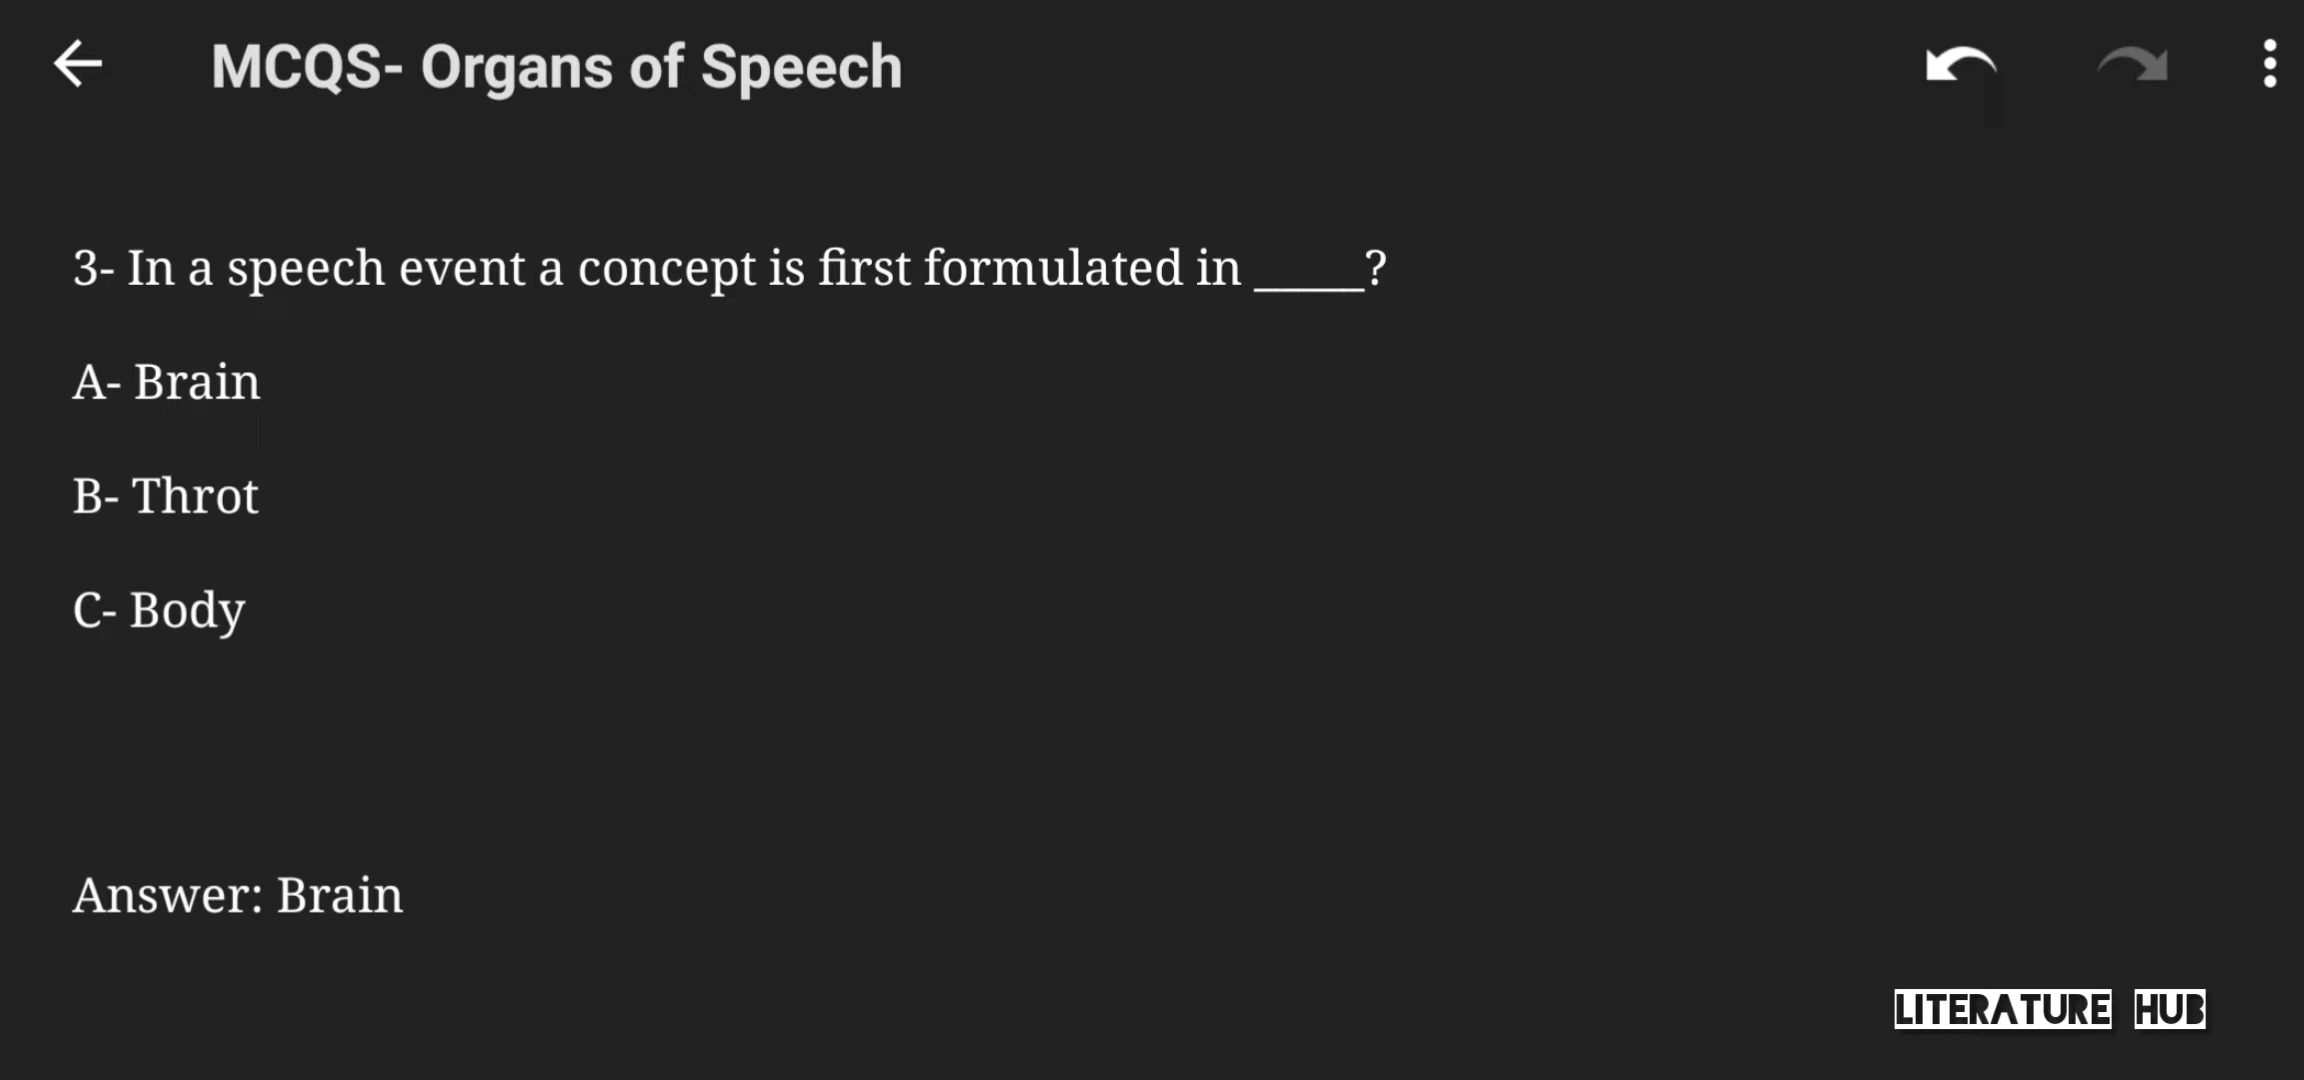 MCQS- Organs of Speech
3- In a speech event a concept is first formulated in _____?
A- Brain
B- Throt
C- Body
Answer: Brain
LITERATURE HUB